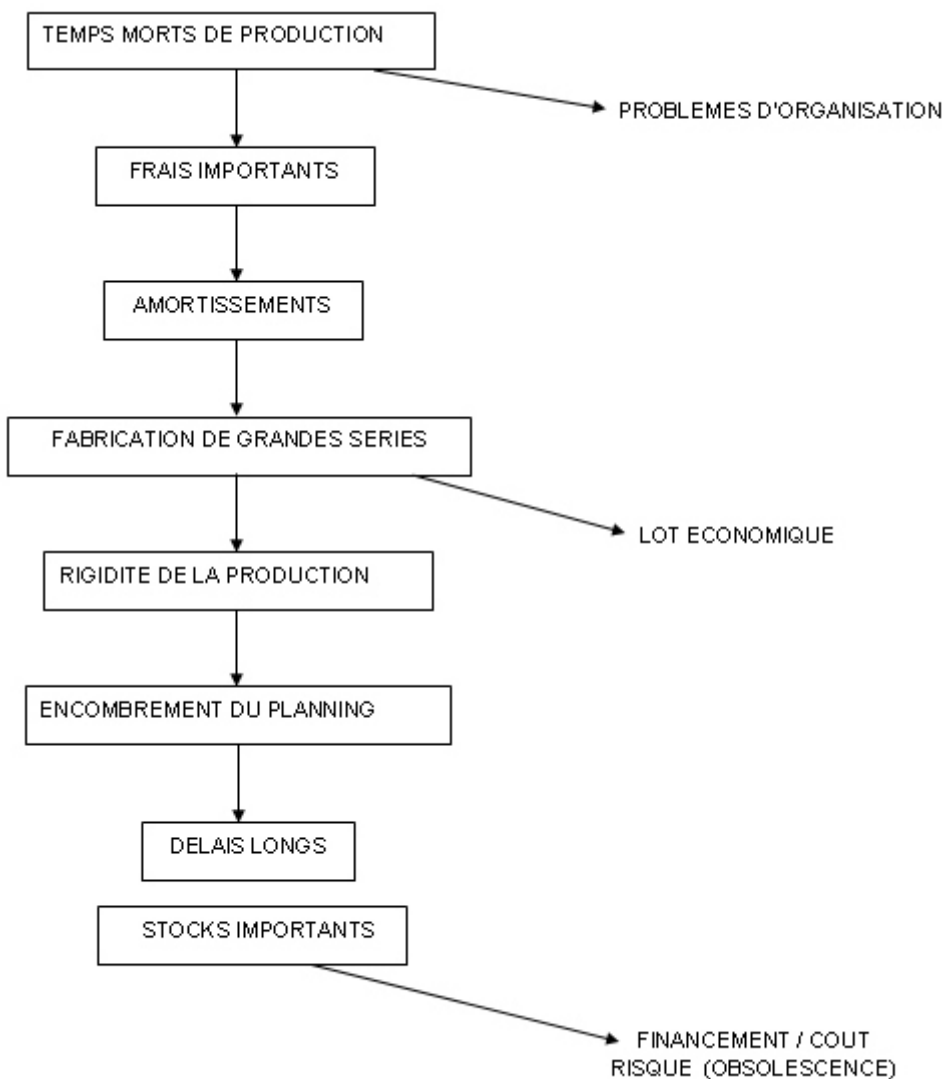 TEMPS MORTS DE PRODUCTION
PROBLEMES D'ORGANISATION
FRAIS IMPORTANTS
AMORTISSEMENTS
FABRICATION DE GRANDES SERIES
LOT ECONOMIQUE
RIGIDITE DE LA PRODUCTION
ENCOMBREMENT DU PLANNING
DELAIS LONGS
STOCKS IMPORTANTS
FINANCEMENT / COUT
RISQUE (OBSOLESCENCE)